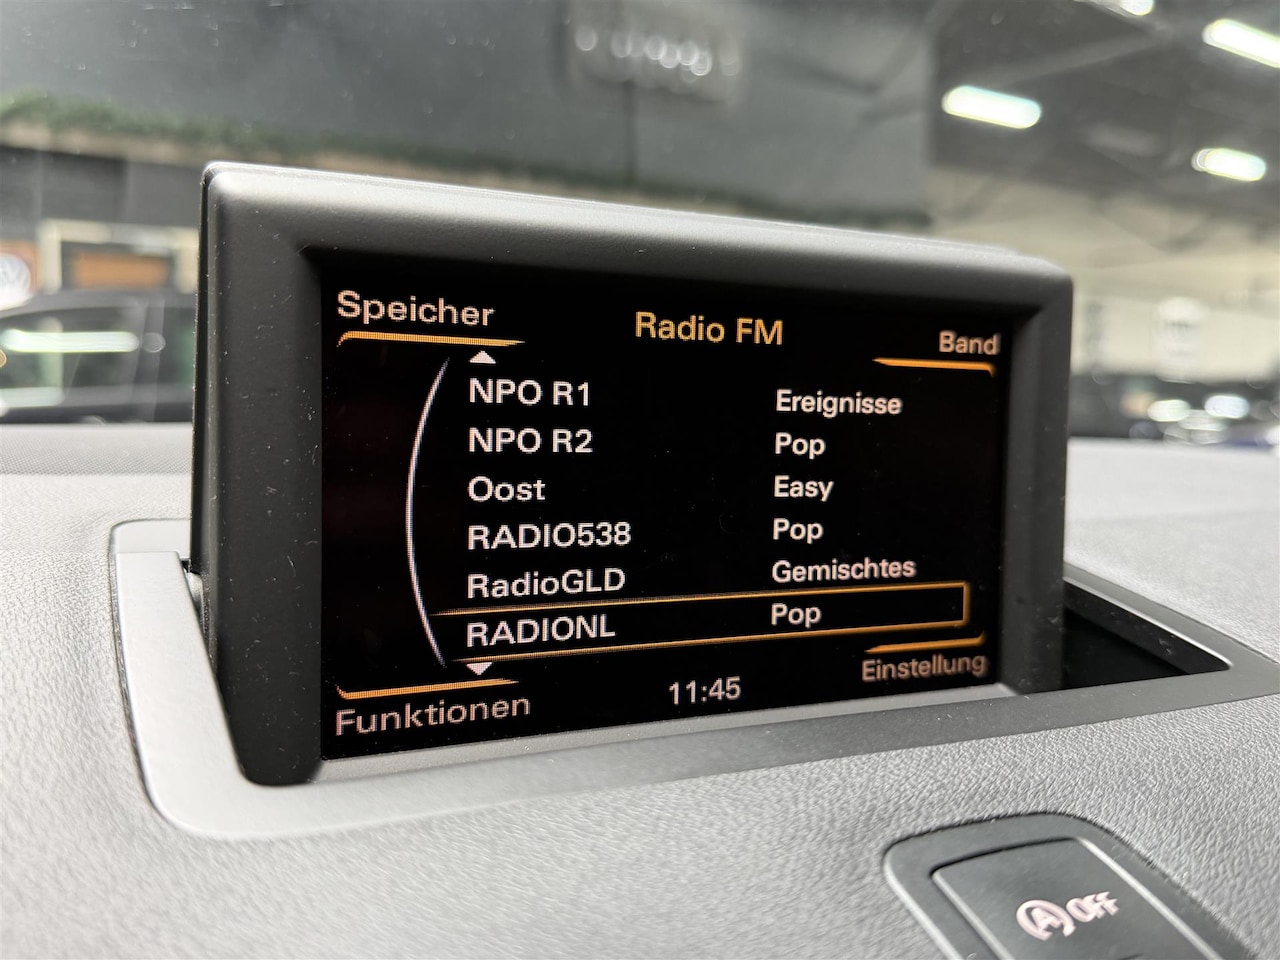 Speicher
Radio FM
Band
NPO R1 Ereignisse
NPO R2 Pop
Oost Easy
RADIO538 Pop
RadioGLD Gemischtes
RADIONL Pop
Funktionen
11:45
Einstellung
A OFF